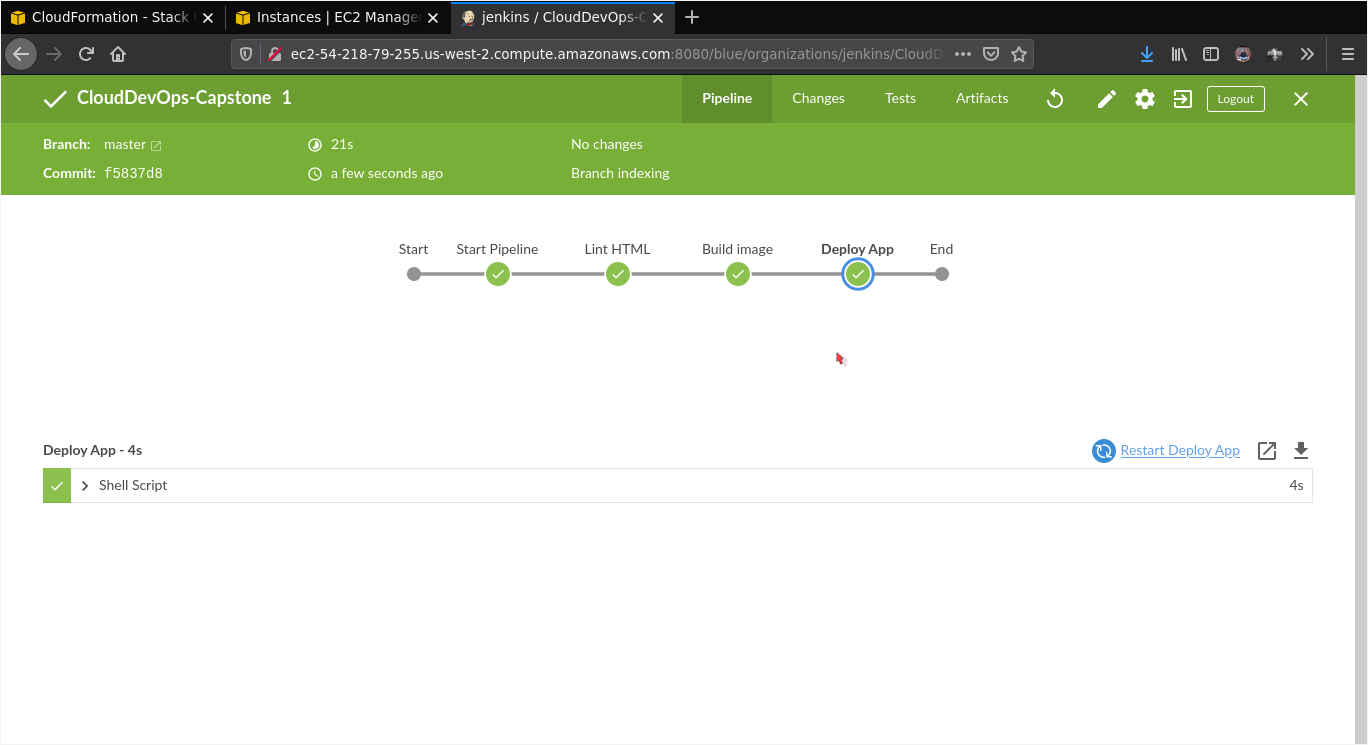 CloudFormation - Stack
Instances | EC2 Manage
jenkins / CloudDevOps-C
ec2-54-218-79-255.us-west-2.compute.amazonaws.com:8080/blue/organizations/jenkins/CloudD
CloudDevOps-Capstone 1
Pipeline
Changes
Tests
Artifacts
Logout
Branch: master
21s
No changes
Commit: f5837d8
a few seconds ago
Branch indexing
Start
Start Pipeline
Lint HTML
Build image
Deploy App
End
Deploy App - 4s
Restart Deploy App
Shell Script
4s